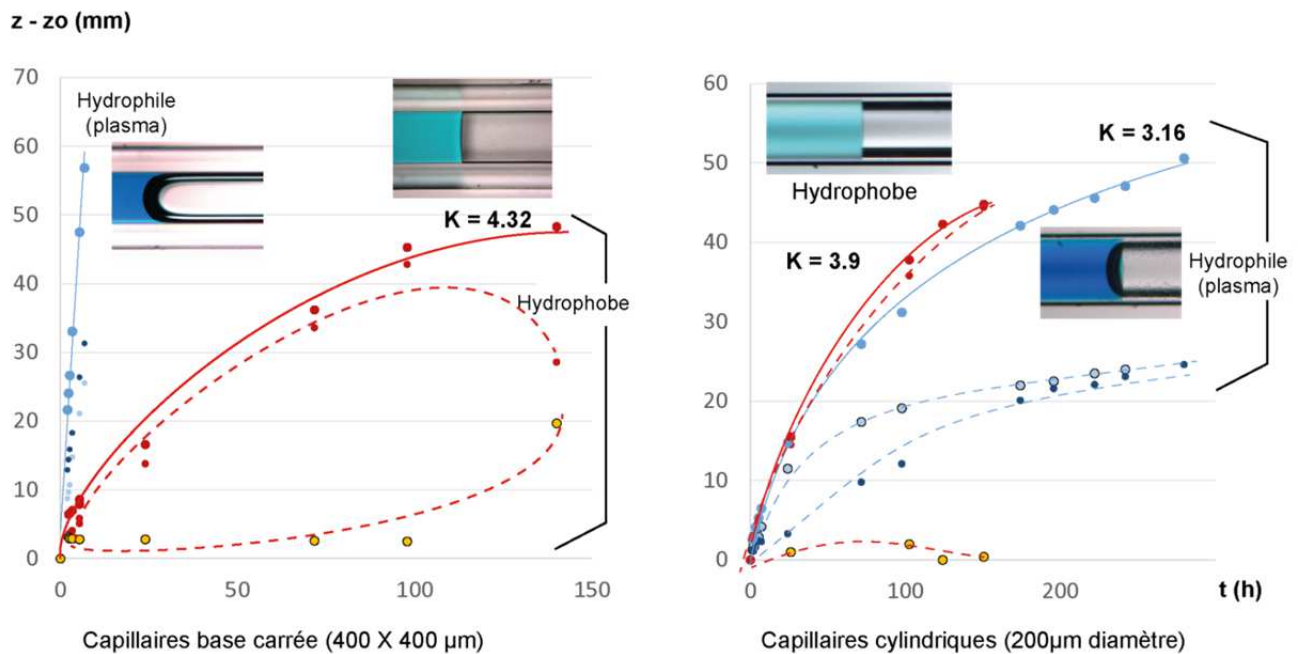 z - zo (mm)
70
60
50
40
30
20
10
0
0
50
100
150
Hydrophile
(plasma)
K = 4.32
Hydrophobe
Capillaires base carrée (400 X 400 µm)
60
50
40
30
20
10
0
0
100
200
t (h)
Hydrophobe
K = 3.16
K = 3.9
Hydrophile
(plasma)
Capillaires cylindriques (200µm diamètre)